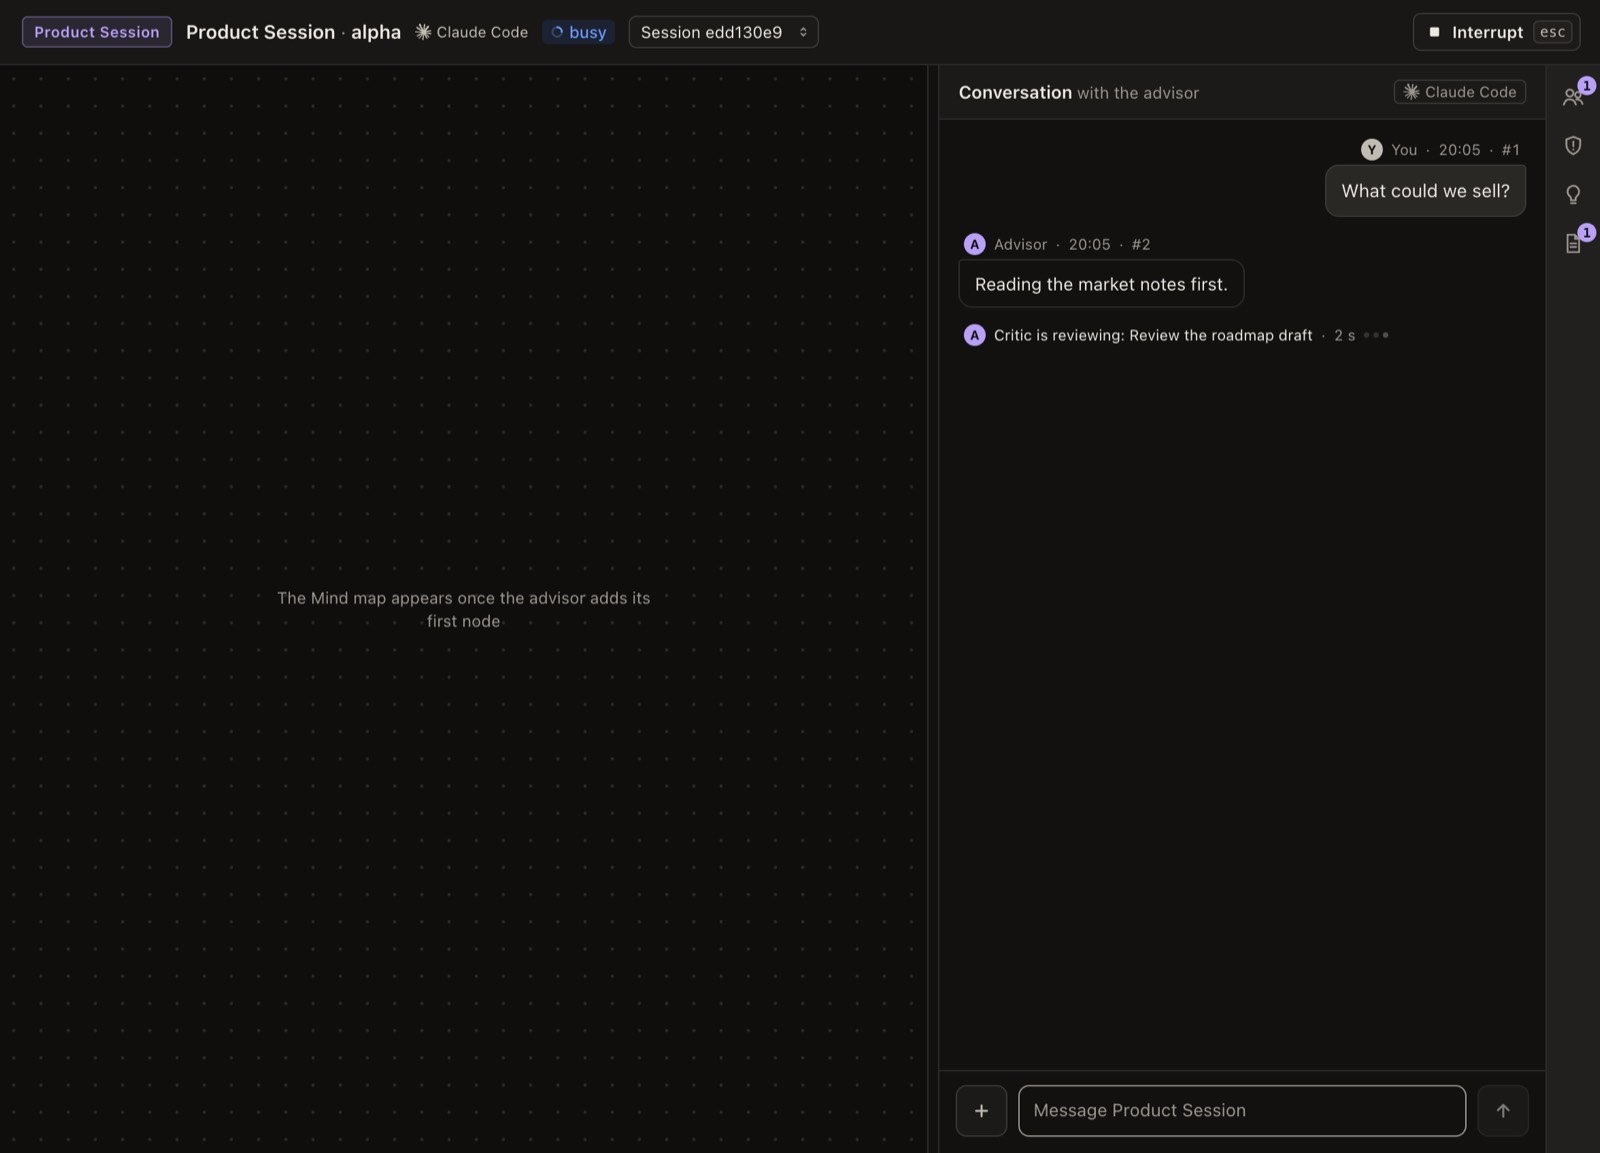 Product Session
Product Session · alpha
Claude Code
busy
Session edd130e9
Interrupt
esc
Conversation with the advisor
Claude Code
1
Y
You · 20:05 · #1
What could we sell?
A
Advisor · 20:05 · #2
1
Reading the market notes first.
A
Critic is reviewing: Review the roadmap draft · 2 s
The Mind map appears once the advisor adds its
first node
+
Message Product Session